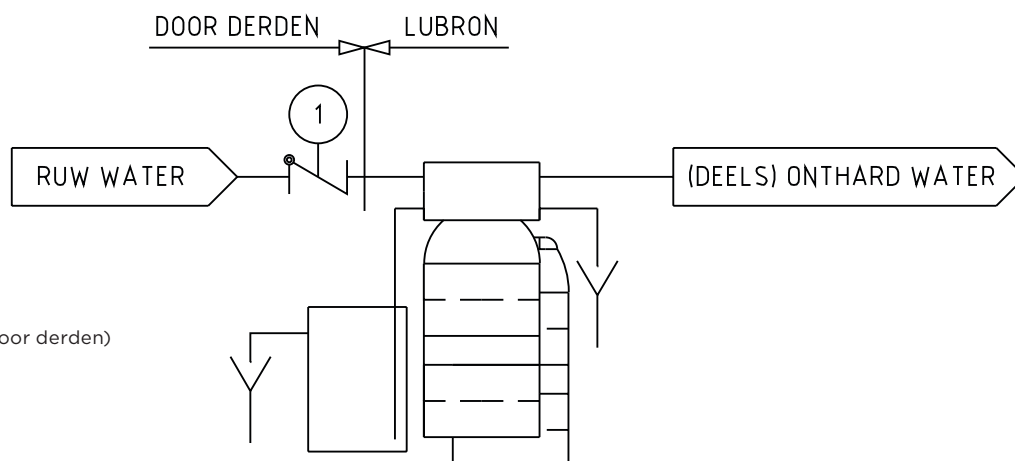 DOOR DERDEN LUBRON
1
RUW WATER
(DEELS) ONTHARD WATER
oor derden)